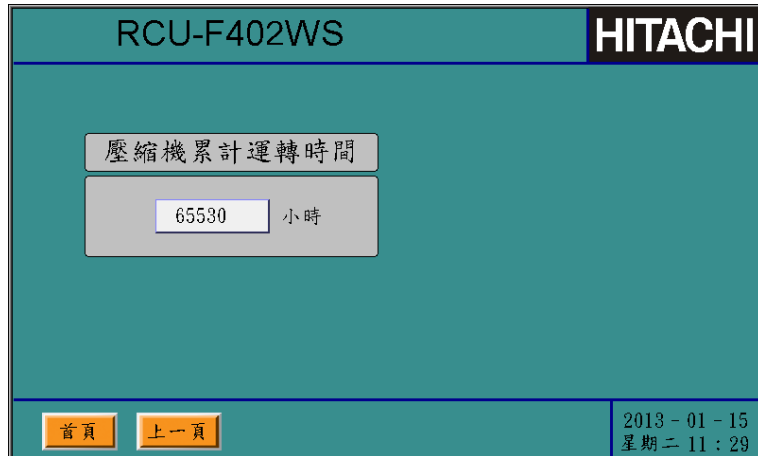 RCU-F402WS
HITACHI
壓縮機累計運轉時間
65530 小時
首頁 上一頁
2013 - 01 - 15
星期二 11 : 29